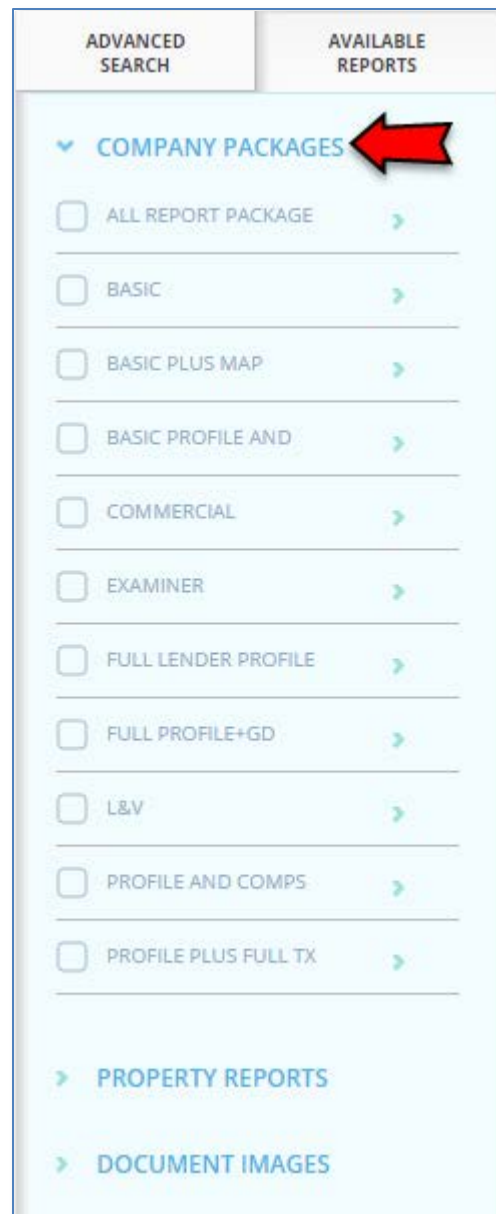 ADVANCED
SEARCH
AVAILABLE
REPORTS
COMPANY PACKAGES
ALL REPORT PACKAGE
BASIC
BASIC PLUS MAP
BASIC PROFILE AND
COMMERCIAL
EXAMINER
FULL LENDER PROFILE
FULL PROFILE+GD
L&V
PROFILE AND COMPS
PROFILE PLUS FULL TX
PROPERTY REPORTS
DOCUMENT IMAGES